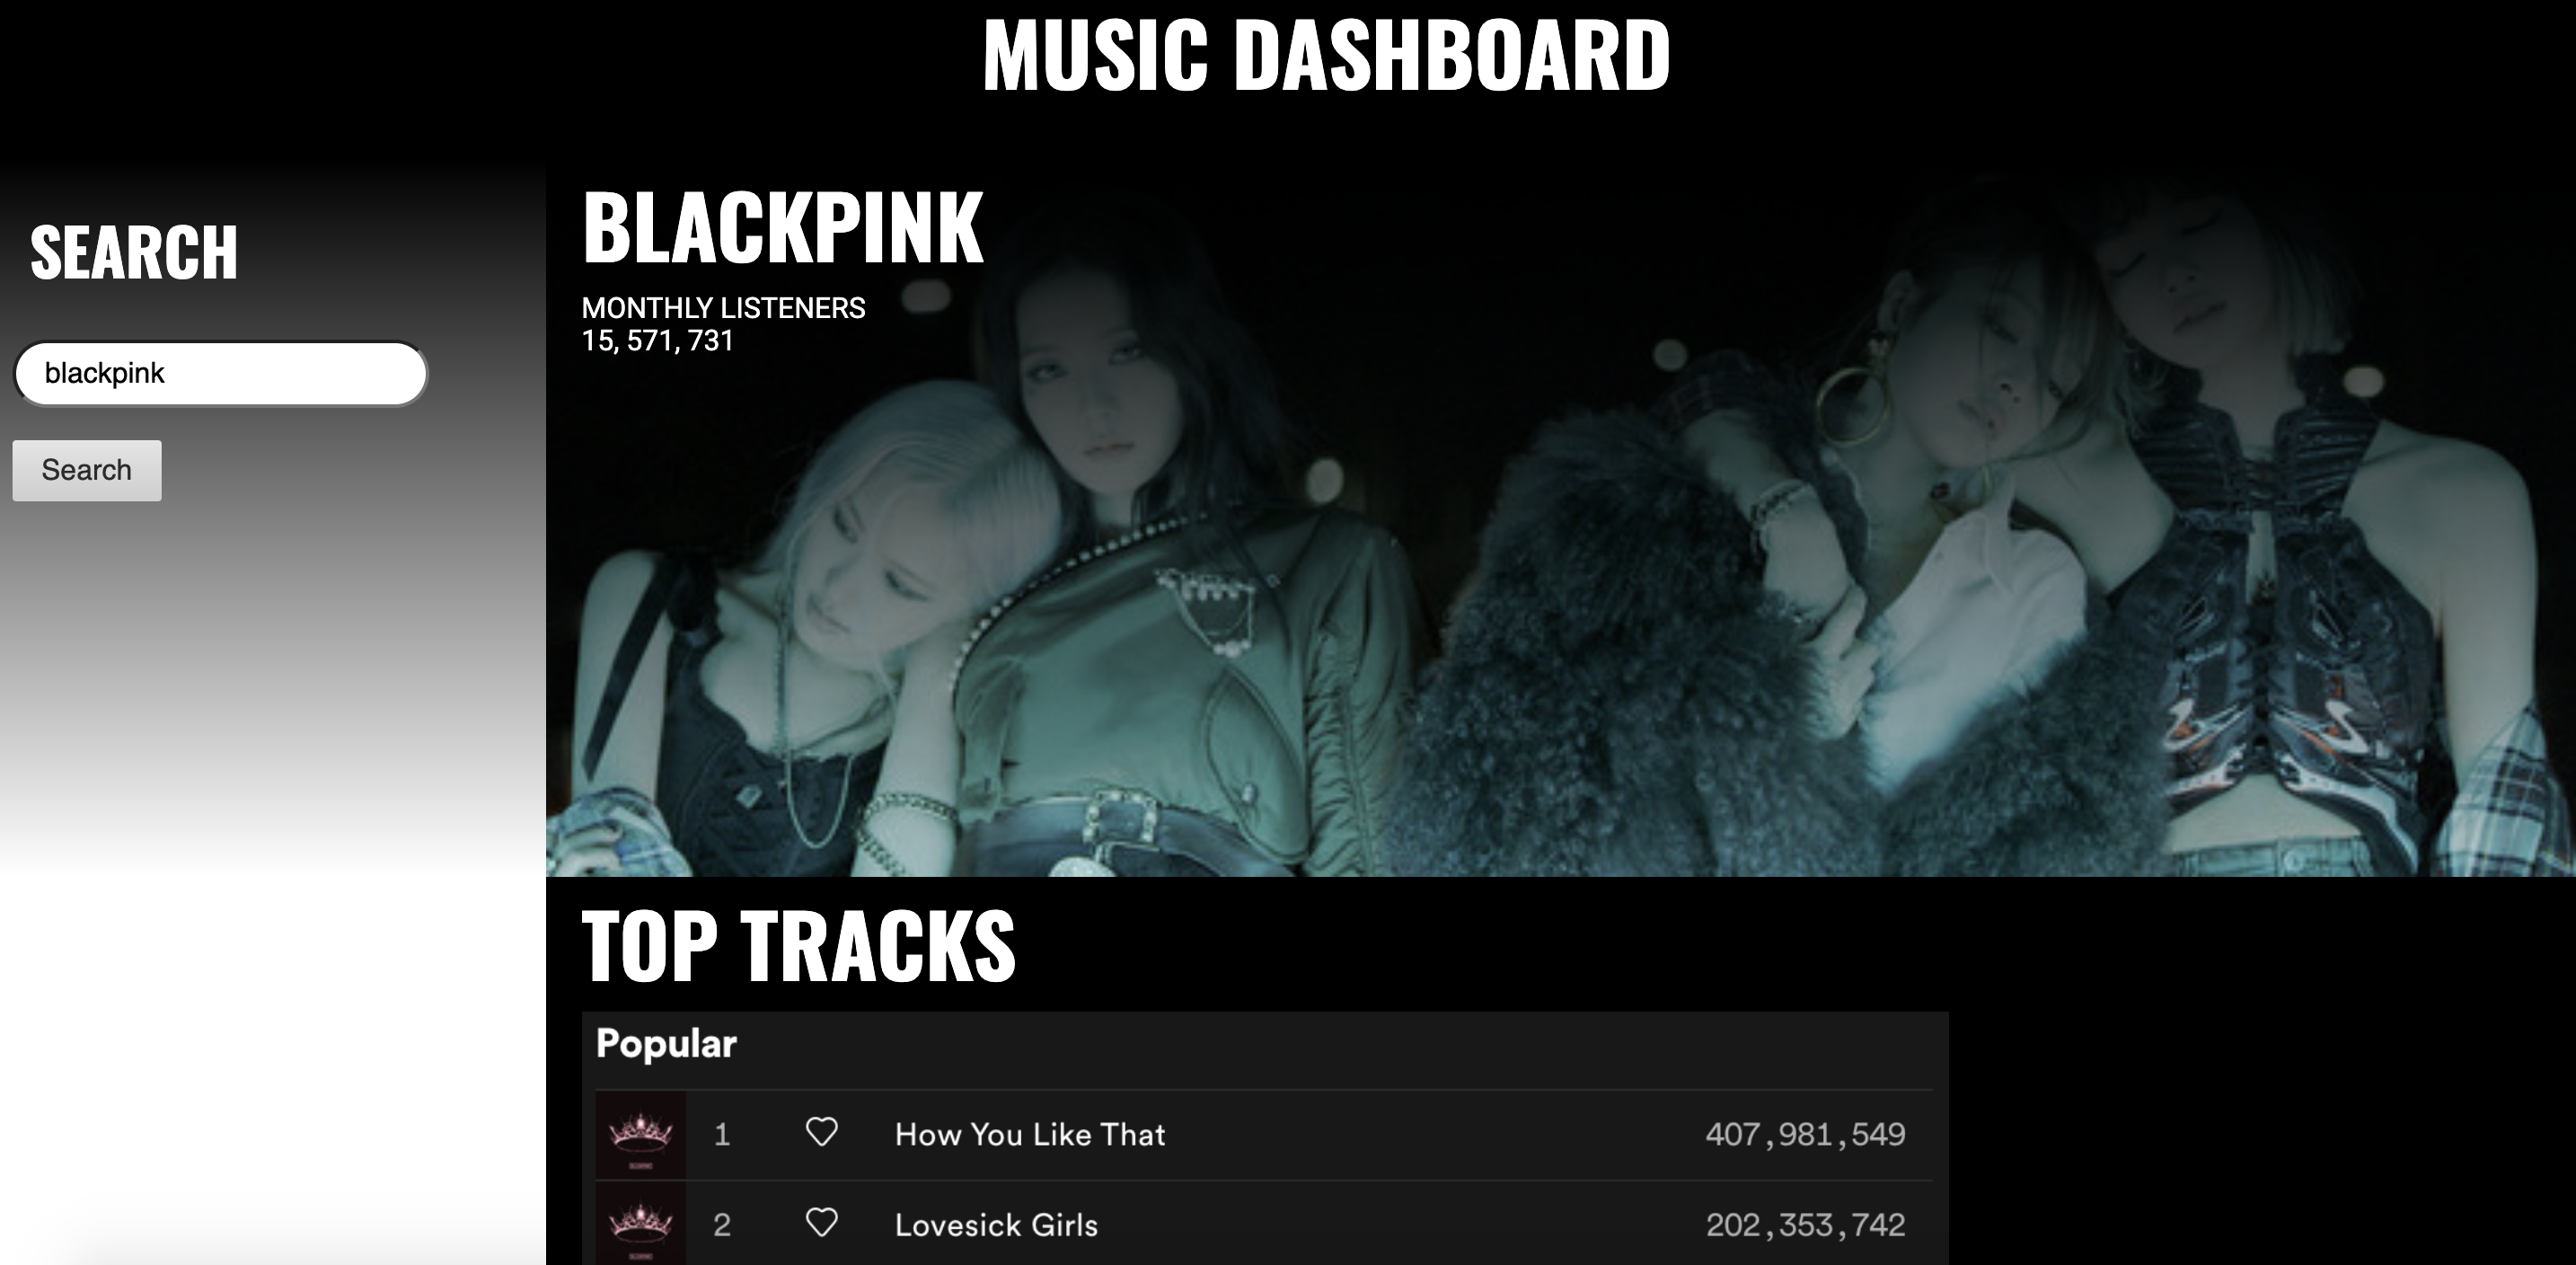 MUSIC DASHBOARD
SEARCH
blackpink
Search
BLACKPINK
MONTHLY LISTENERS
15, 571, 731
TOP TRACKS
Popular
1 How You Like That 407,981,549
2 Lovesick Girls 202,353,742